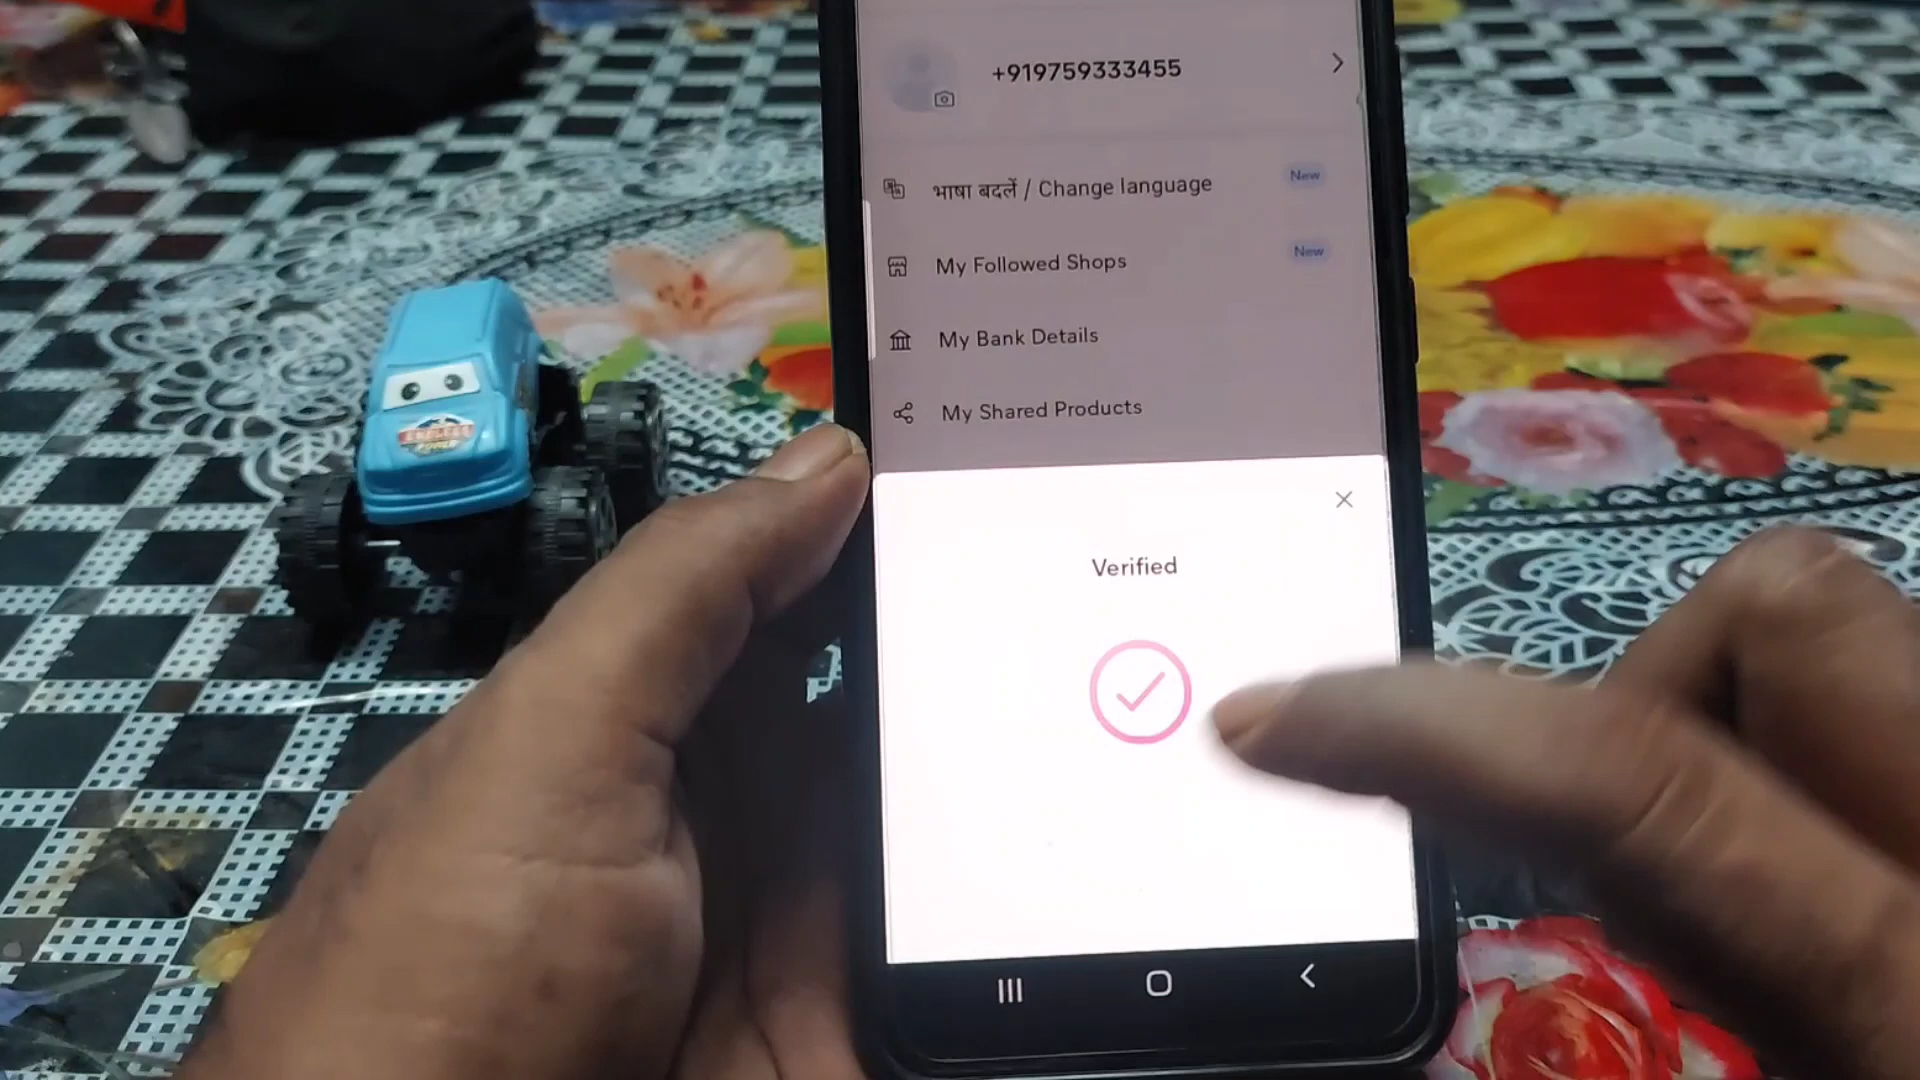 +919759333455
भाषा बदलें / Change language
New
My Followed Shops
New
My Bank Details
My Shared Products
Verified